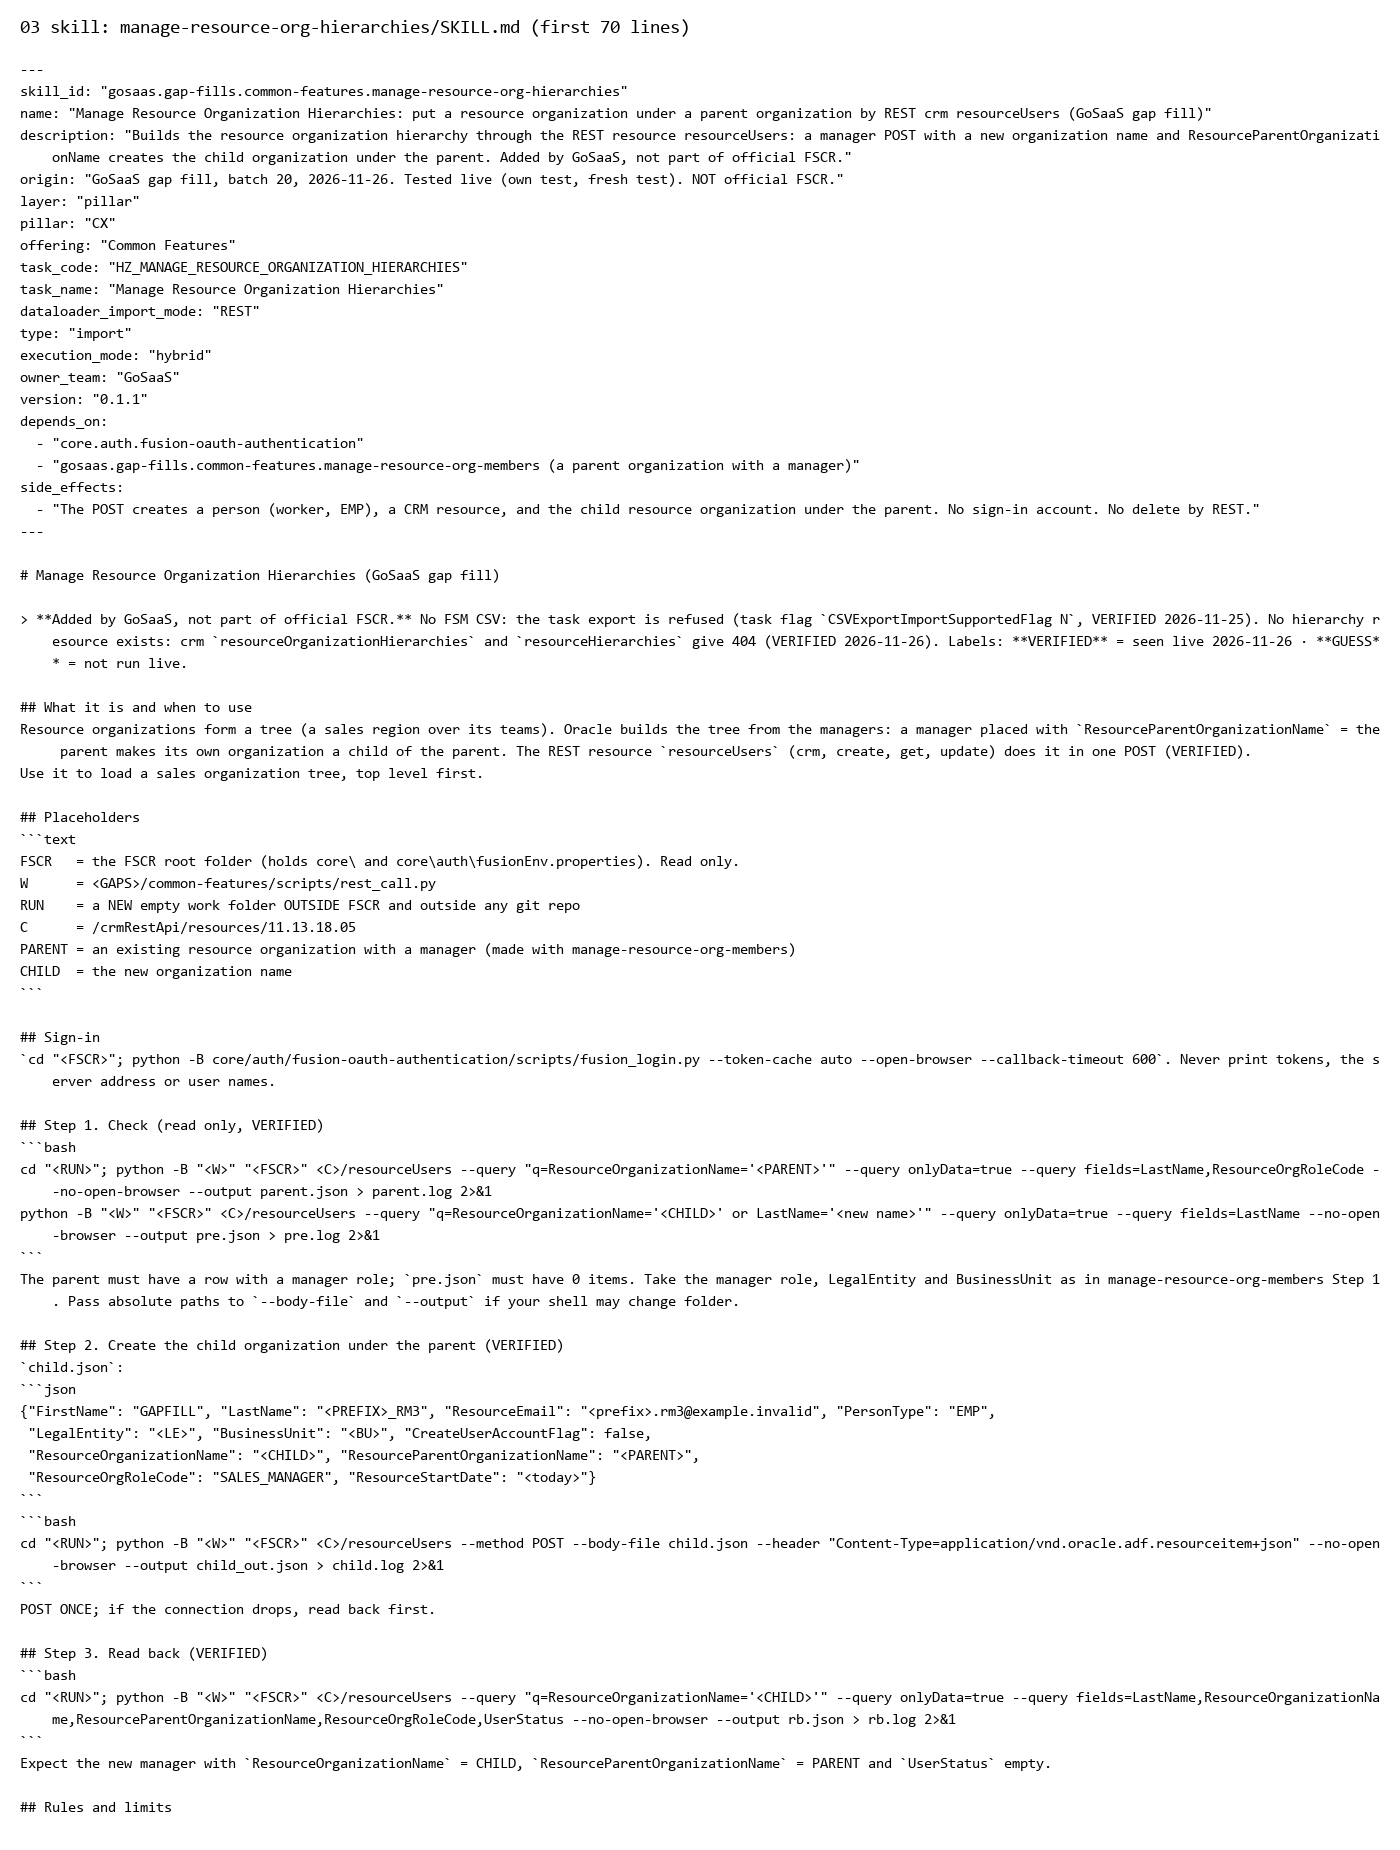 03 skill: manage-resource-org-hierarchies/SKILL.md (first 70 lines)
---
skill_id: "gosaas.gap-fills.common-features.manage-resource-org-hierarchies"
name: "Manage Resource Organization Hierarchies: put a resource organization under a parent organization by REST crm resourceUsers (GoSaaS gap fill)"
description: "Builds the resource organization hierarchy through the REST resource resourceUsers: a manager POST with a new organization name and ResourceParentOrganizati
onName creates the child organization under the parent. Added by GoSaaS, not part of official FSCR."
origin: "GoSaaS gap fill, batch 20, 2026-11-26. Tested live (own test, fresh test). NOT official FSCR."
layer: "pillar"
pillar: "CX"
offering: "Common Features"
task_code: "HZ_MANAGE_RESOURCE_ORGANIZATION_HIERARCHIES"
task_name: "Manage Resource Organization Hierarchies"
dataloader_import_mode: "REST"
type: "import"
execution_mode: "hybrid"
owner_team: "GoSaaS"
version: "0.1.1"
depends_on:
  - "core.auth.fusion-oauth-authentication"
  - "gosaas.gap-fills.common-features.manage-resource-org-members (a parent organization with a manager)"
side_effects:
  - "The POST creates a person (worker, EMP), a CRM resource, and the child resource organization under the parent. No sign-in account. No delete by REST."
---
# Manage Resource Organization Hierarchies (GoSaaS gap fill)
> **Added by GoSaaS, not part of official FSCR.** No FSM CSV: the task export is refused (task flag `CSVExportImportSupportedFlag N`, VERIFIED 2026-11-25). No hierarchy r
esource exists: crm `resourceOrganizationHierarchies` and `resourceHierarchies` give 404 (VERIFIED 2026-11-26). Labels: **VERIFIED** = seen live 2026-11-26 · **GUESS*
* = not run live.
## What it is and when to use
Resource organizations form a tree (a sales region over its teams). Oracle builds the tree from the managers: a manager placed with `ResourceParentOrganizationName` = the
parent makes its own organization a child of the parent. The REST resource `resourceUsers` (crm, create, get, update) does it in one POST (VERIFIED).
Use it to load a sales organization tree, top level first.
## Placeholders
```text
FSCR   = the FSCR root folder (holds core\ and core\auth\fusionEnv.properties). Read only.
W      = <GAPS>/common-features/scripts/rest_call.py
RUN    = a NEW empty work folder OUTSIDE FSCR and outside any git repo
C      = /crmRestApi/resources/11.13.18.05
PARENT = an existing resource organization with a manager (made with manage-resource-org-members)
CHILD  = the new organization name
```
## Sign-in
`cd "<FSCR>"; python -B core/auth/fusion-oauth-authentication/scripts/fusion_login.py --token-cache auto --open-browser --callback-timeout 600`. Never print tokens, the s
erver address or user names.
## Step 1. Check (read only, VERIFIED)
```bash
cd "<RUN>"; python -B "<W>" "<FSCR>" <C>/resourceUsers --query "q=ResourceOrganizationName='<PARENT>'" --query onlyData=true --query fields=LastName,ResourceOrgRoleCode -
-no-open-browser --output parent.json > parent.log 2>&1
python -B "<W>" "<FSCR>" <C>/resourceUsers --query "q=ResourceOrganizationName='<CHILD>' or LastName='<new name>'" --query onlyData=true --query fields=LastName --no-open
-browser --output pre.json > pre.log 2>&1
```
The parent must have a row with a manager role; `pre.json` must have 0 items. Take the manager role, LegalEntity and BusinessUnit as in manage-resource-org-members Step 1
. Pass absolute paths to `--body-file` and `--output` if your shell may change folder.
## Step 2. Create the child organization under the parent (VERIFIED)
`child.json`:
```json
{"FirstName": "GAPFILL", "LastName": "<PREFIX>_RM3", "ResourceEmail": "<prefix>.rm3@example.invalid", "PersonType": "EMP",
 "LegalEntity": "<LE>", "BusinessUnit": "<BU>", "CreateUserAccountFlag": false,
 "ResourceOrganizationName": "<CHILD>", "ResourceParentOrganizationName": "<PARENT>",
 "ResourceOrgRoleCode": "SALES_MANAGER", "ResourceStartDate": "<today>"}
```
```bash
cd "<RUN>"; python -B "<W>" "<FSCR>" <C>/resourceUsers --method POST --body-file child.json --header "Content-Type=application/vnd.oracle.adf.resourceitem+json" --no-open
-browser --output child_out.json > child.log 2>&1
```
POST ONCE; if the connection drops, read back first.
## Step 3. Read back (VERIFIED)
```bash
cd "<RUN>"; python -B "<W>" "<FSCR>" <C>/resourceUsers --query "q=ResourceOrganizationName='<CHILD>'" --query onlyData=true --query fields=LastName,ResourceOrganizationNa
me,ResourceParentOrganizationName,ResourceOrgRoleCode,UserStatus --no-open-browser --output rb.json > rb.log 2>&1
```
Expect the new manager with `ResourceOrganizationName` = CHILD, `ResourceParentOrganizationName` = PARENT and `UserStatus` empty.
## Rules and limits